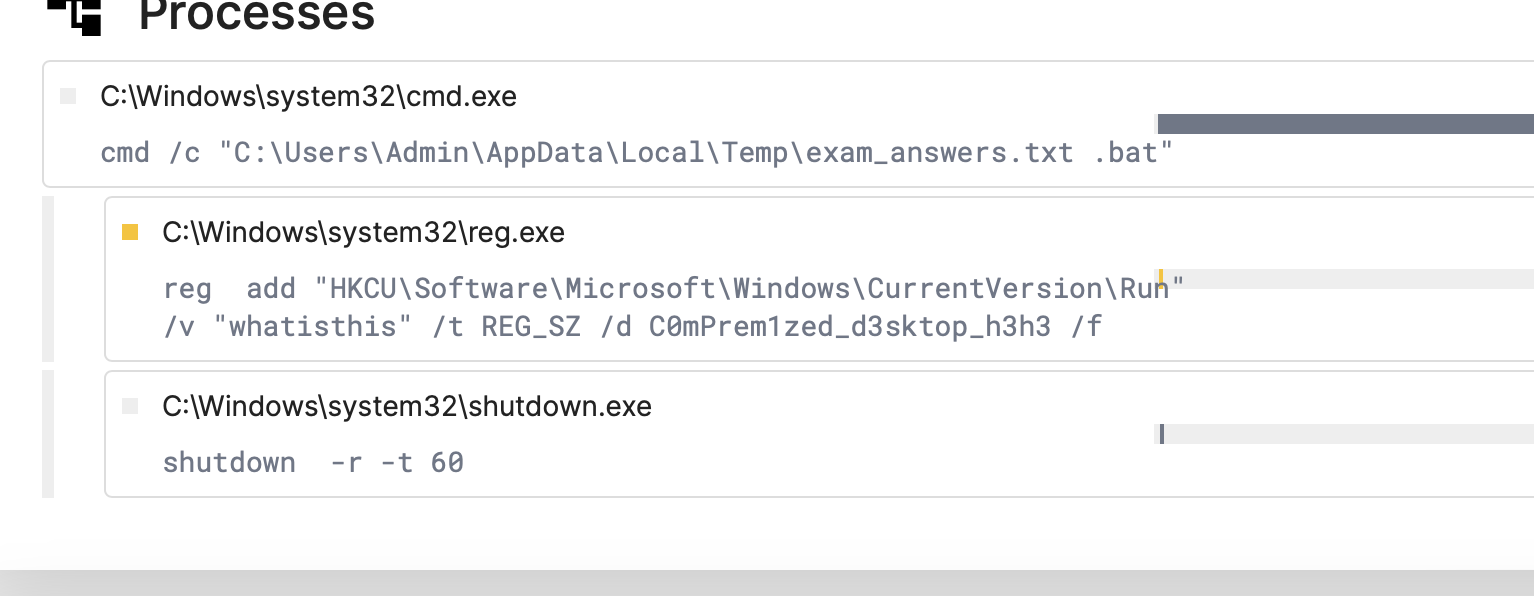 Processes
C:\Windows\system32\cmd.exe
cmd /c "C:\Users\Admin\AppData\Local\Temp\exam_answers.txt .bat"
C:\Windows\system32\reg.exe
reg  add "HKCU\Software\Microsoft\Windows\CurrentVersion\Run"
/v "whatisthis" /t REG_SZ /d C0mPrem1zed_d3sktop_h3h3 /f
C:\Windows\system32\shutdown.exe
shutdown  -r -t 60